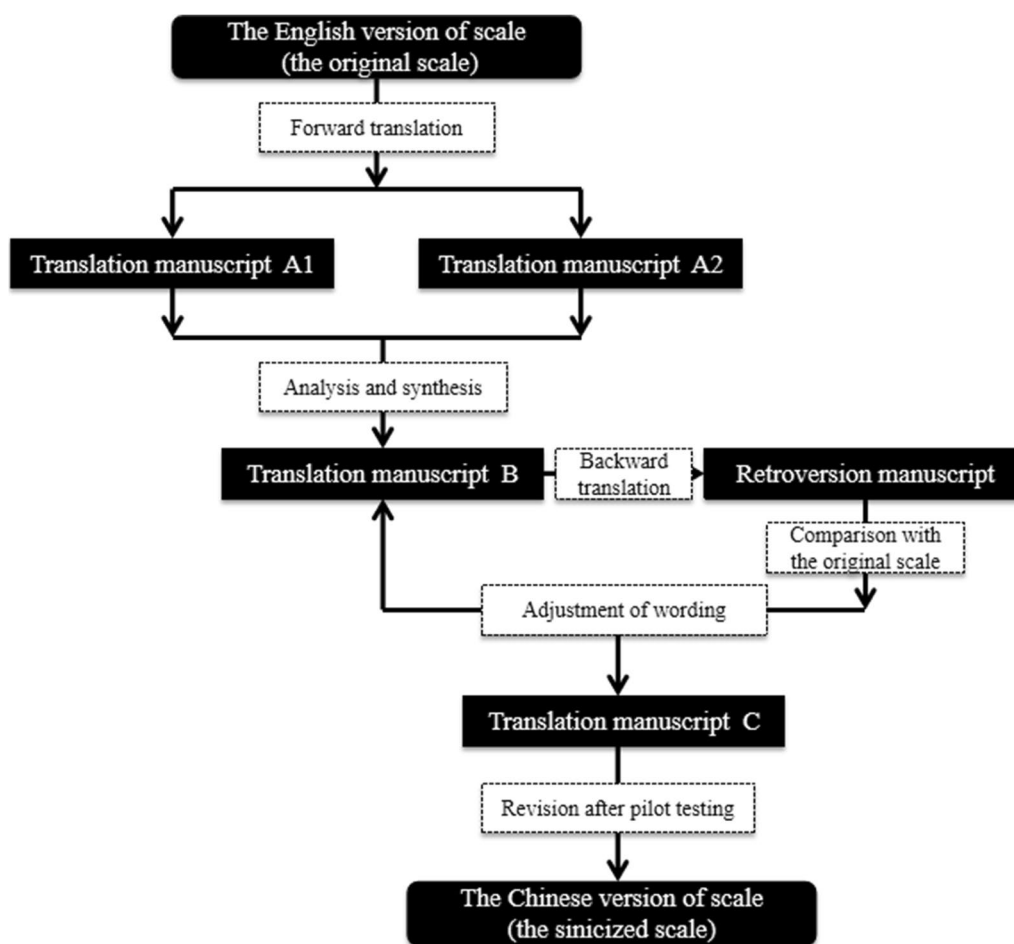 The English version of scale
(the original scale)
Forward translation
Translation manuscript A1
Translation manuscript A2
Analysis and synthesis
Translation manuscript B
Backward
translation
Retroversion manuscript
Comparison with
the original scale
Adjustment of wording
Translation manuscript C
Revision after pilot testing
The Chinese version of scale
(the sinicized scale)